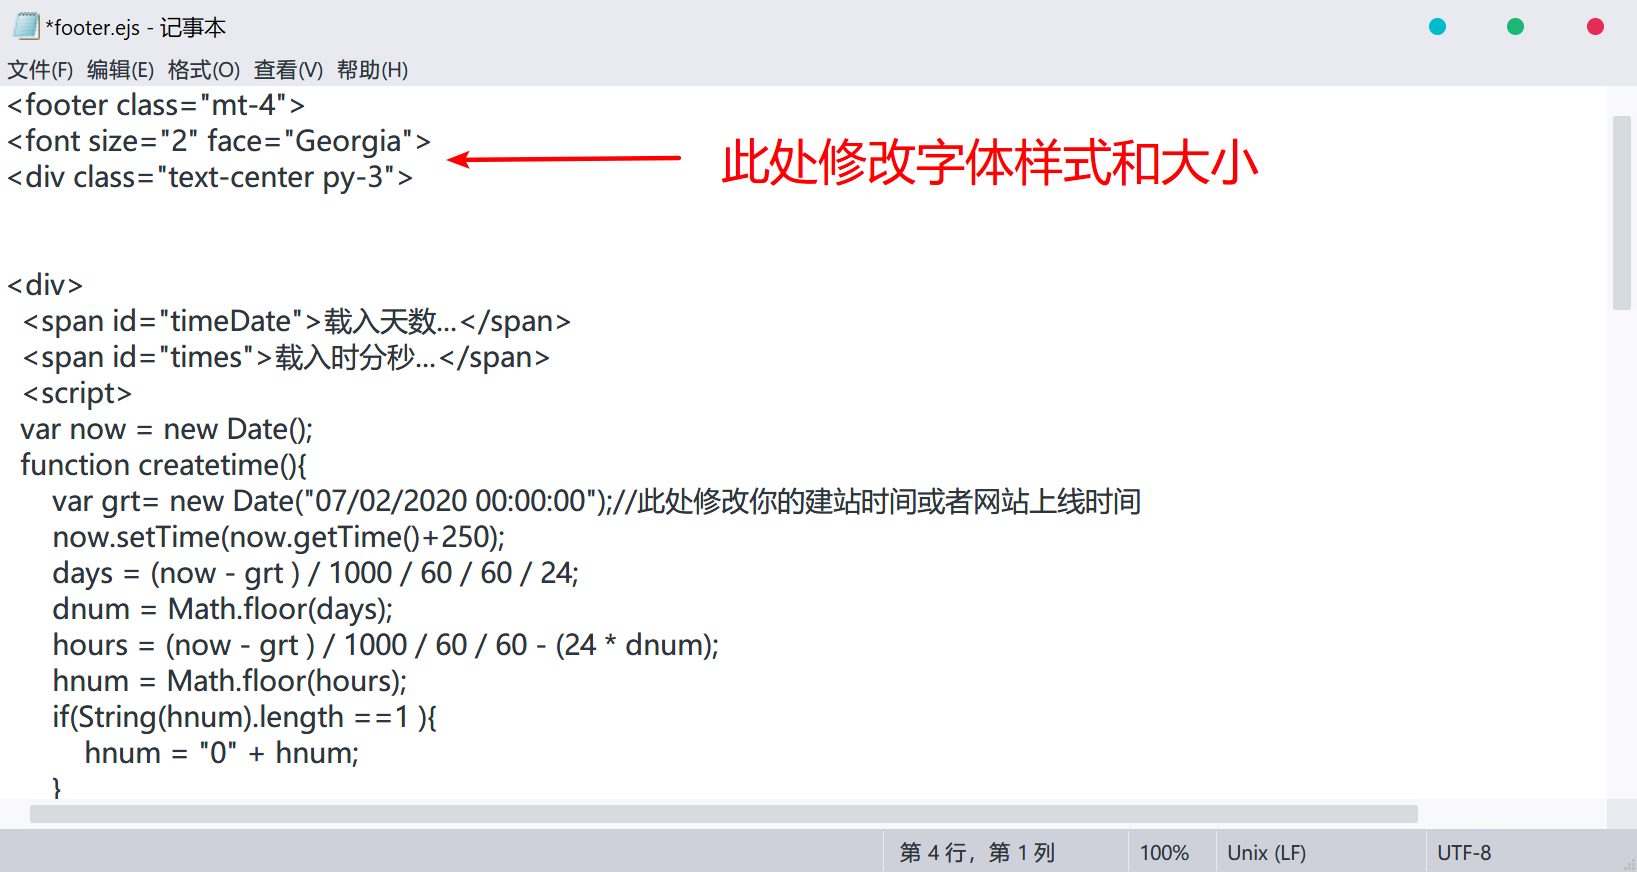 *footer.ejs - 记事本
文件(F) 编辑(E) 格式(O) 查看(V) 帮助(H)
<footer class="mt-4">
<font size="2" face="Georgia">
此处修改字体样式和大小
<div class="text-center py-3">
<div>
<span id="timeDate">载入天数...</span>
<span id="times">载入时分秒...</span>
<script>
var now = new Date();
function createtime(){
var grt= new Date("07/02/2020 00:00:00");//此处修改你的建站时间或者网站上线时间
now.setTime(now.getTime()+250);
days = (now - grt ) / 1000 / 60 / 60 / 24;
dnum = Math.floor(days);
hours = (now - grt ) / 1000 / 60 / 60 - (24 * dnum);
hnum = Math.floor(hours);
if(String(hnum).length ==1 ){
hnum = "0" + hnum;
}
第 4 行，第 1 列 100% Unix (LF) UTF-8